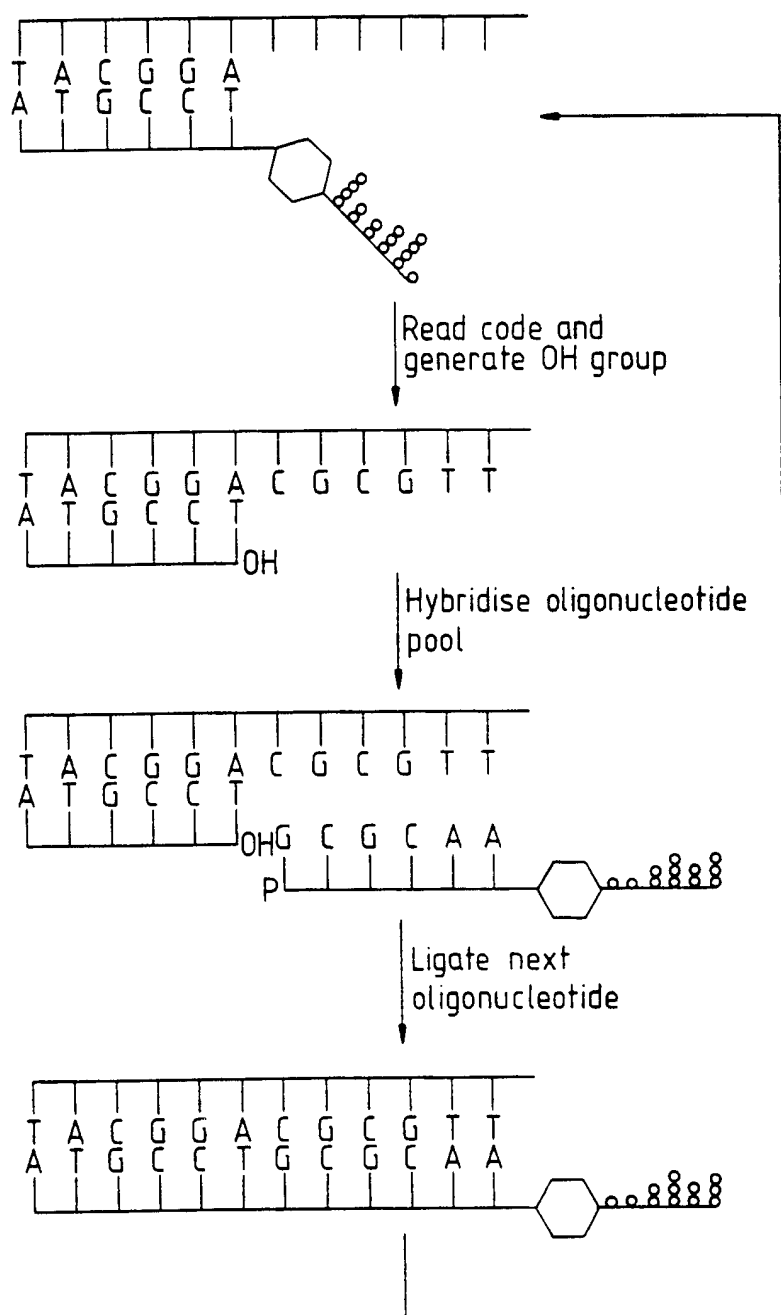 T A C G G A
A T G C C T
Read code and
generate OH group
T A C G G A C G C G T T
A T G C C T
OH
Hybridise oligonucleotide
pool
T A C G G A C G C G T T
A T G C C T
OH G C G C A A
P
Ligate next
oligonucleotide
T A C G G A C G C G T T
A T G C C T G C G C A A